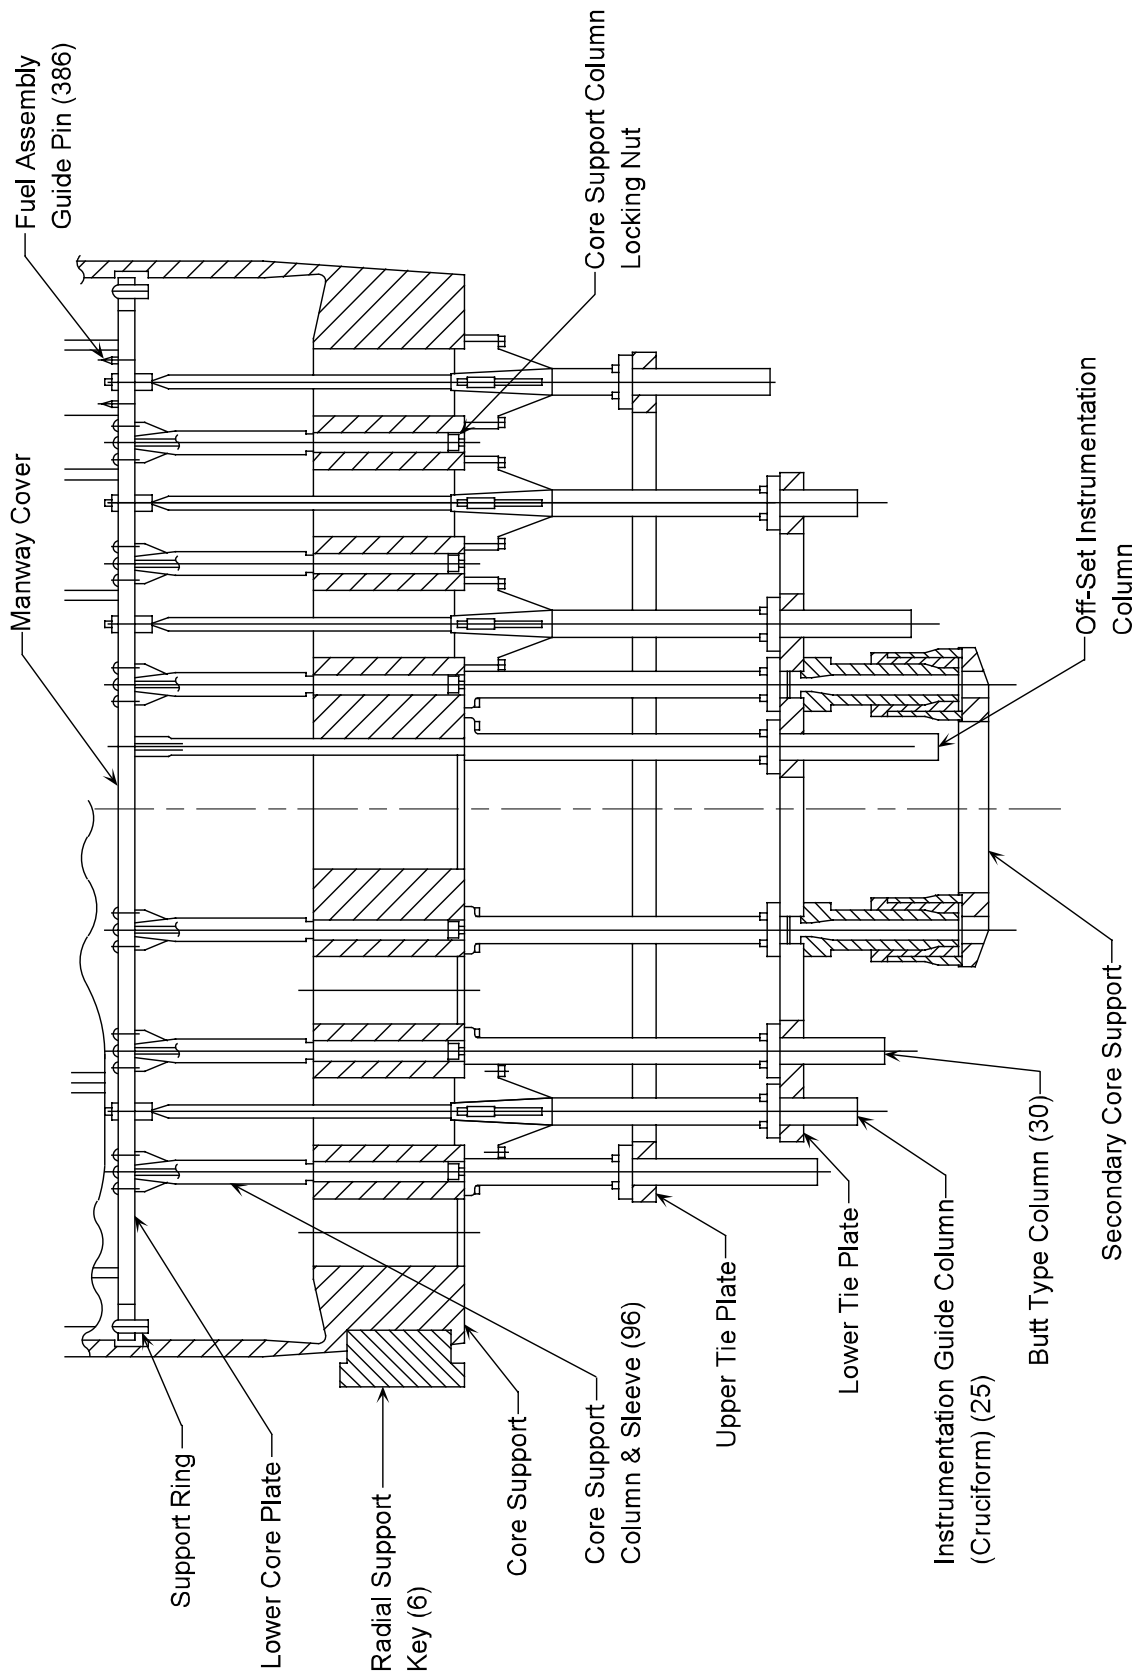 Fuel Assembly
Guide Pin (386)
Manway Cover
Core Support Column
Locking Nut
Off-Set Instrumentation
Column
Support Ring
Lower Core Plate
Radial Support
Key (6)
Core Support
Core Support
Column & Sleeve (96)
Upper Tie Plate
Lower Tie Plate
Instrumentation Guide Column
(Cruciform) (25)
Butt Type Column (30)
Secondary Core Support